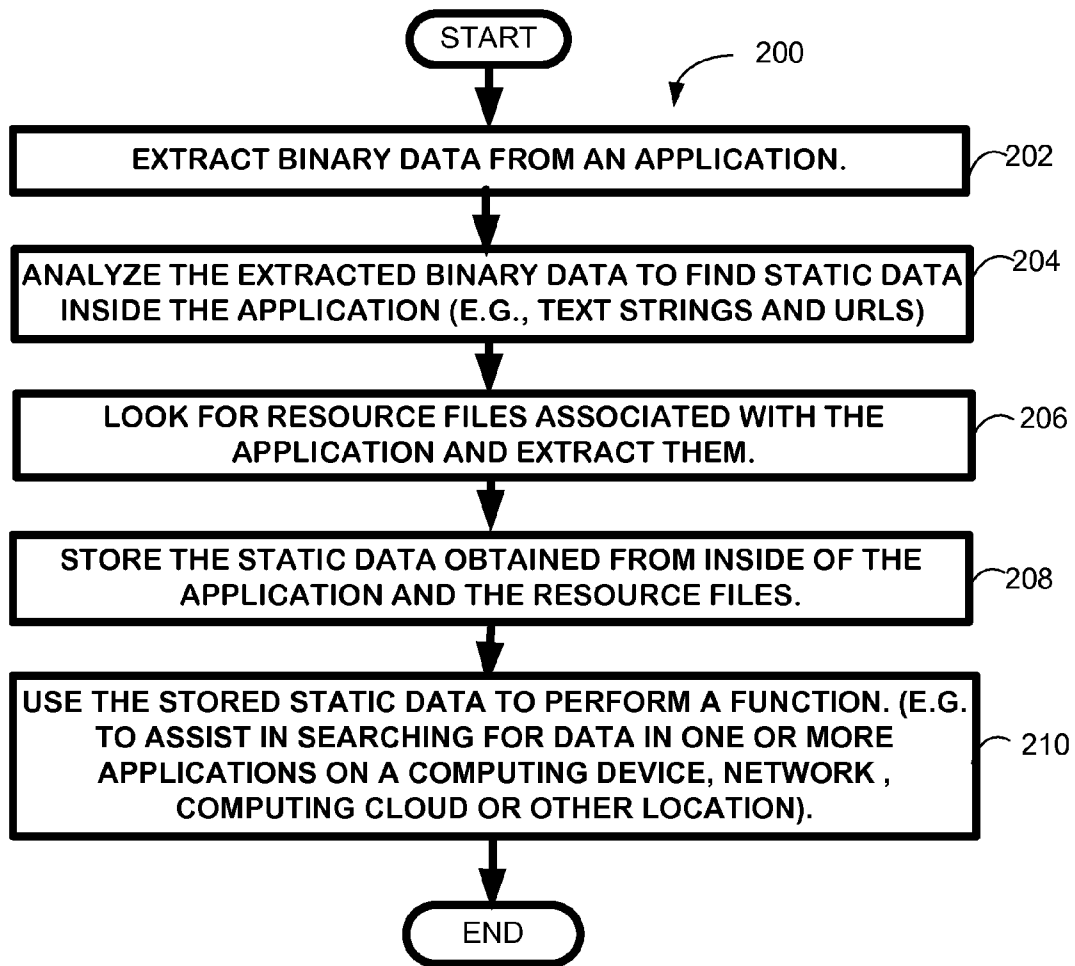 START
200
EXTRACT BINARY DATA FROM AN APPLICATION.
202
ANALYZE THE EXTRACTED BINARY DATA TO FIND STATIC DATA
INSIDE THE APPLICATION (E.G., TEXT STRINGS AND URLS)
204
LOOK FOR RESOURCE FILES ASSOCIATED WITH THE
APPLICATION AND EXTRACT THEM.
206
STORE THE STATIC DATA OBTAINED FROM INSIDE OF THE
APPLICATION AND THE RESOURCE FILES.
208
USE THE STORED STATIC DATA TO PERFORM A FUNCTION. (E.G.
TO ASSIST IN SEARCHING FOR DATA IN ONE OR MORE
APPLICATIONS ON A COMPUTING DEVICE, NETWORK ,
COMPUTING CLOUD OR OTHER LOCATION).
210
END